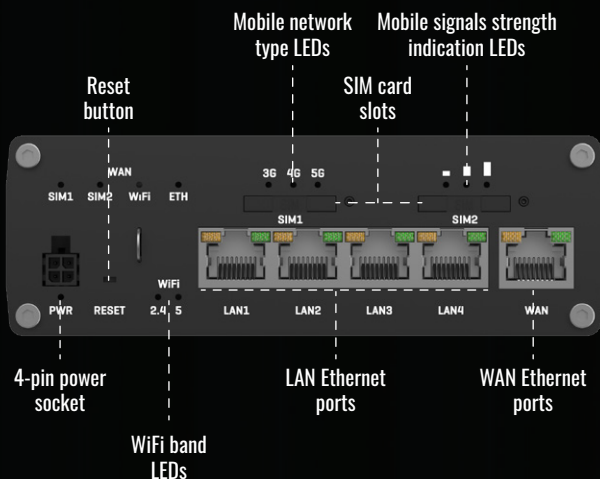 Mobile network
type LEDs
Mobile signals strength
indication LEDs
Reset
button
SIM card
slots
WAN
SIM1 SIM2 WiFi ETH
3G 4G 5G
SIM1
SIM2
WiFi
PWR RESET 2.4 5 LAN1 LAN2 LAN3 LAN4 WAN
4-pin power
socket
LAN Ethernet
ports
WAN Ethernet
ports
WiFi band
LEDs